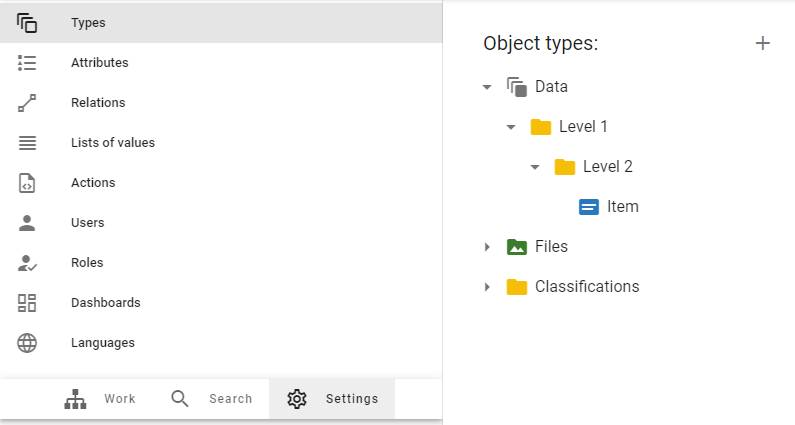 Types
Attributes
Relations
Lists of values
Actions
Users
Roles
Dashboards
Languages
Work Search Settings
Object types:
Data
Level 1
Level 2
Item
Files
Classifications